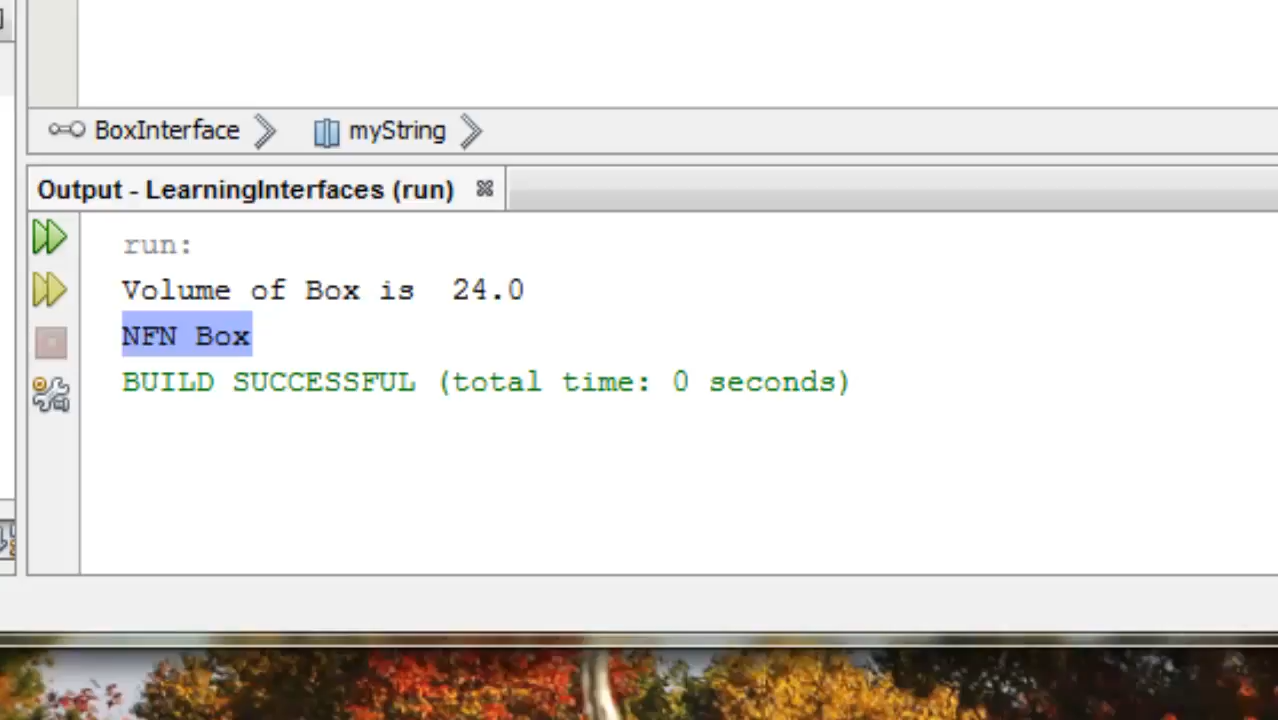 BoxInterface myString
Output - LearningInterfaces (run)
run:
Volume of Box is  24.0
NFN Box
BUILD SUCCESSFUL (total time: 0 seconds)